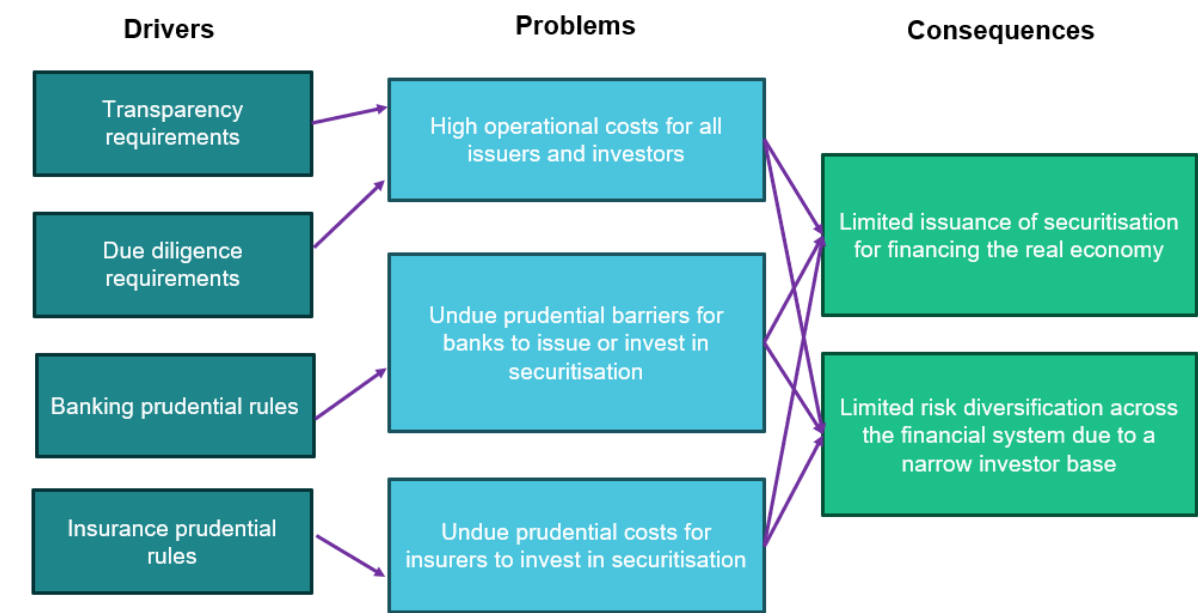 Drivers
Problems
Consequences
Transparency
requirements
Due diligence
requirements
Banking prudential rules
Insurance prudential
rules
High operational costs for all
issuers and investors
Undue prudential barriers for
banks to issue or invest in
securitisation
Undue prudential costs for
insurers to invest in securitisation
Limited issuance of securitisation
for financing the real economy
Limited risk diversification across
the financial system due to a
narrow investor base